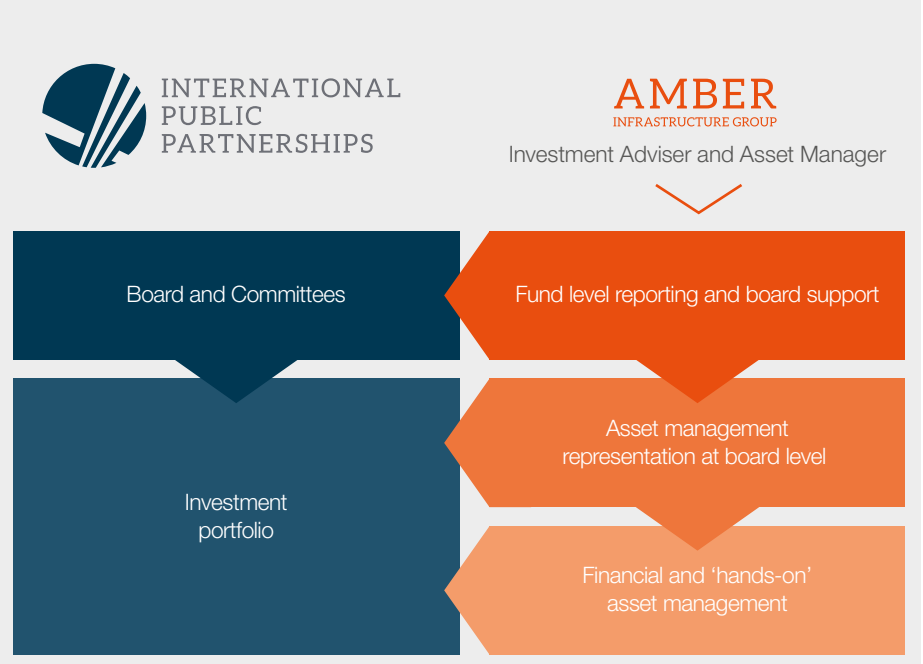 INTERNATIONAL
PUBLIC
PARTNERSHIPS
AMBER
INFRASTRUCTURE GROUP
Investment Adviser and Asset Manager
Board and Committees
Fund level reporting and board support
Investment
portfolio
Asset management
representation at board level
Financial and ‘hands-on’
asset management